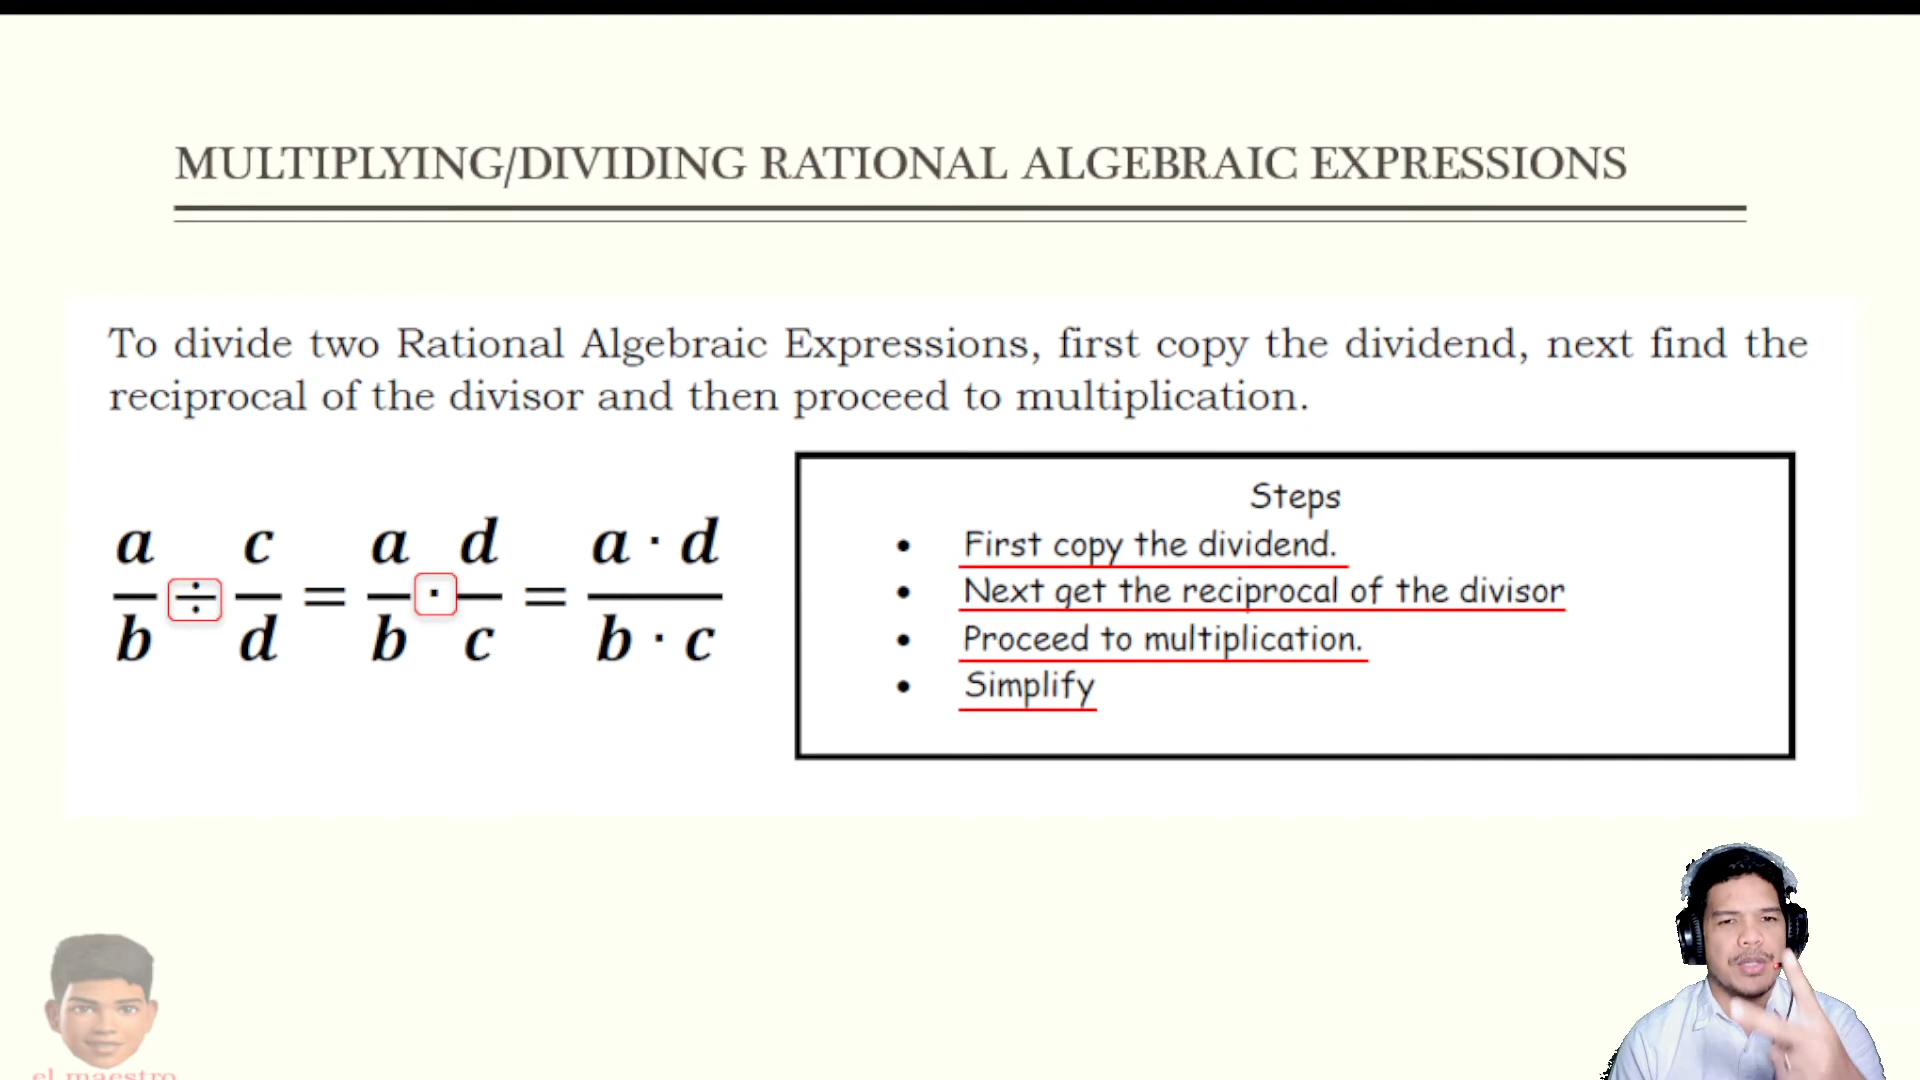 MULTIPLYING/DIVIDING RATIONAL ALGEBRAIC EXPRESSIONS
To divide two Rational Algebraic Expressions, first copy the dividend, next find the
reciprocal of the divisor and then proceed to multiplication.
a/b ÷ c/d = a/b · d/c = a · d/b · c
Steps
• First copy the dividend.
• Next get the reciprocal of the divisor
• Proceed to multiplication.
• Simplify
el maestro